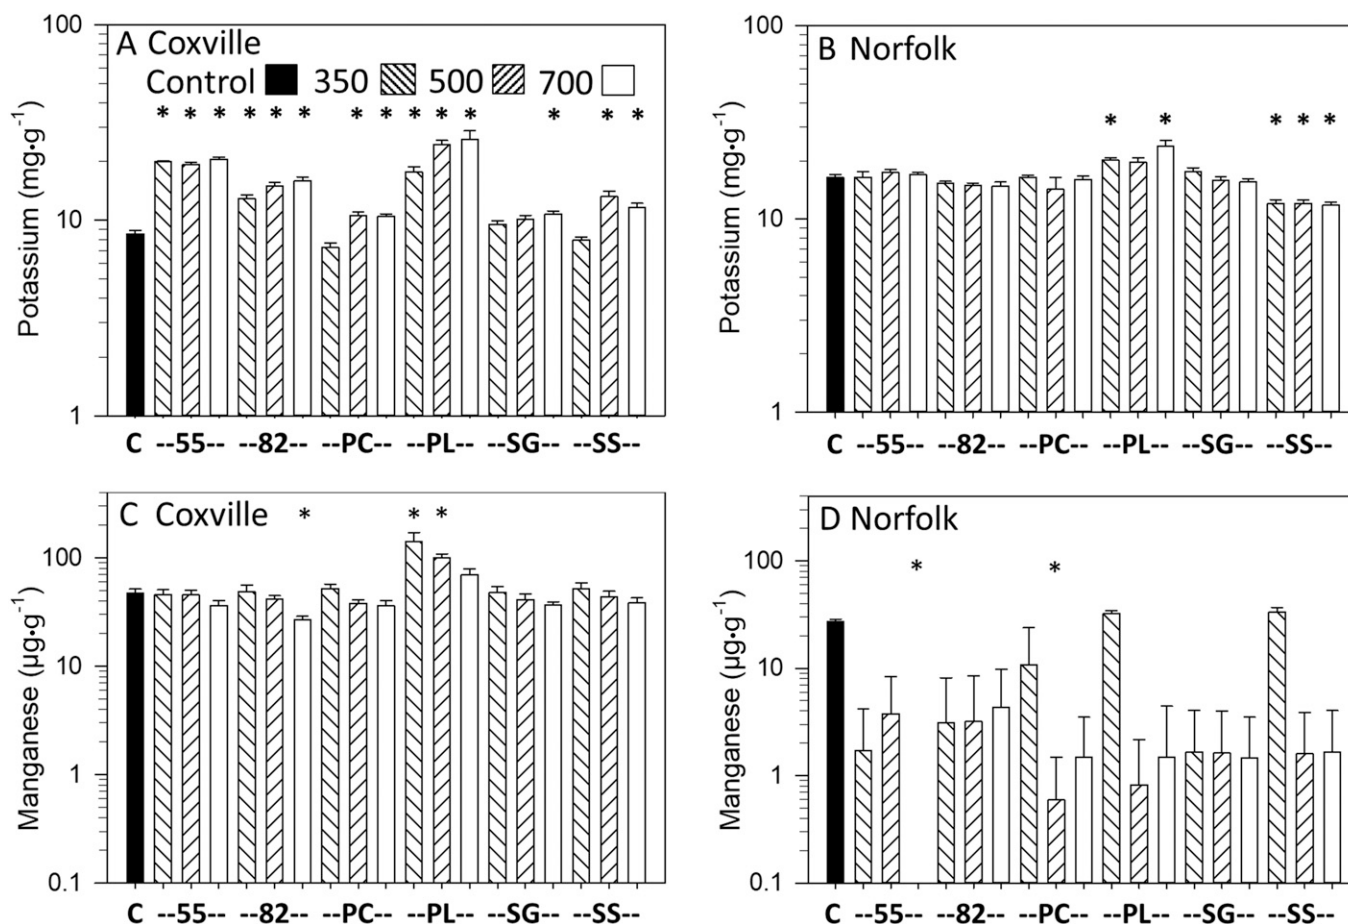 A Coxville
Control 350 500 700
* * * * * * * * * * * * * *
Potassium (mg•g-1)
100
10
1
C --55-- --82-- --PC-- --PL-- --SG-- --SS--
B Norfolk
* * * * *
Potassium (mg•g-1)
100
10
1
C --55-- --82-- --PC-- --PL-- --SG-- --SS--
C Coxville
* * *
Manganese (µg•g-1)
100
10
1
0.1
C --55-- --82-- --PC-- --PL-- --SG-- --SS--
D Norfolk
* *
Manganese (µg•g-1)
100
10
1
0.1
C --55-- --82-- --PC-- --PL-- --SG-- --SS--